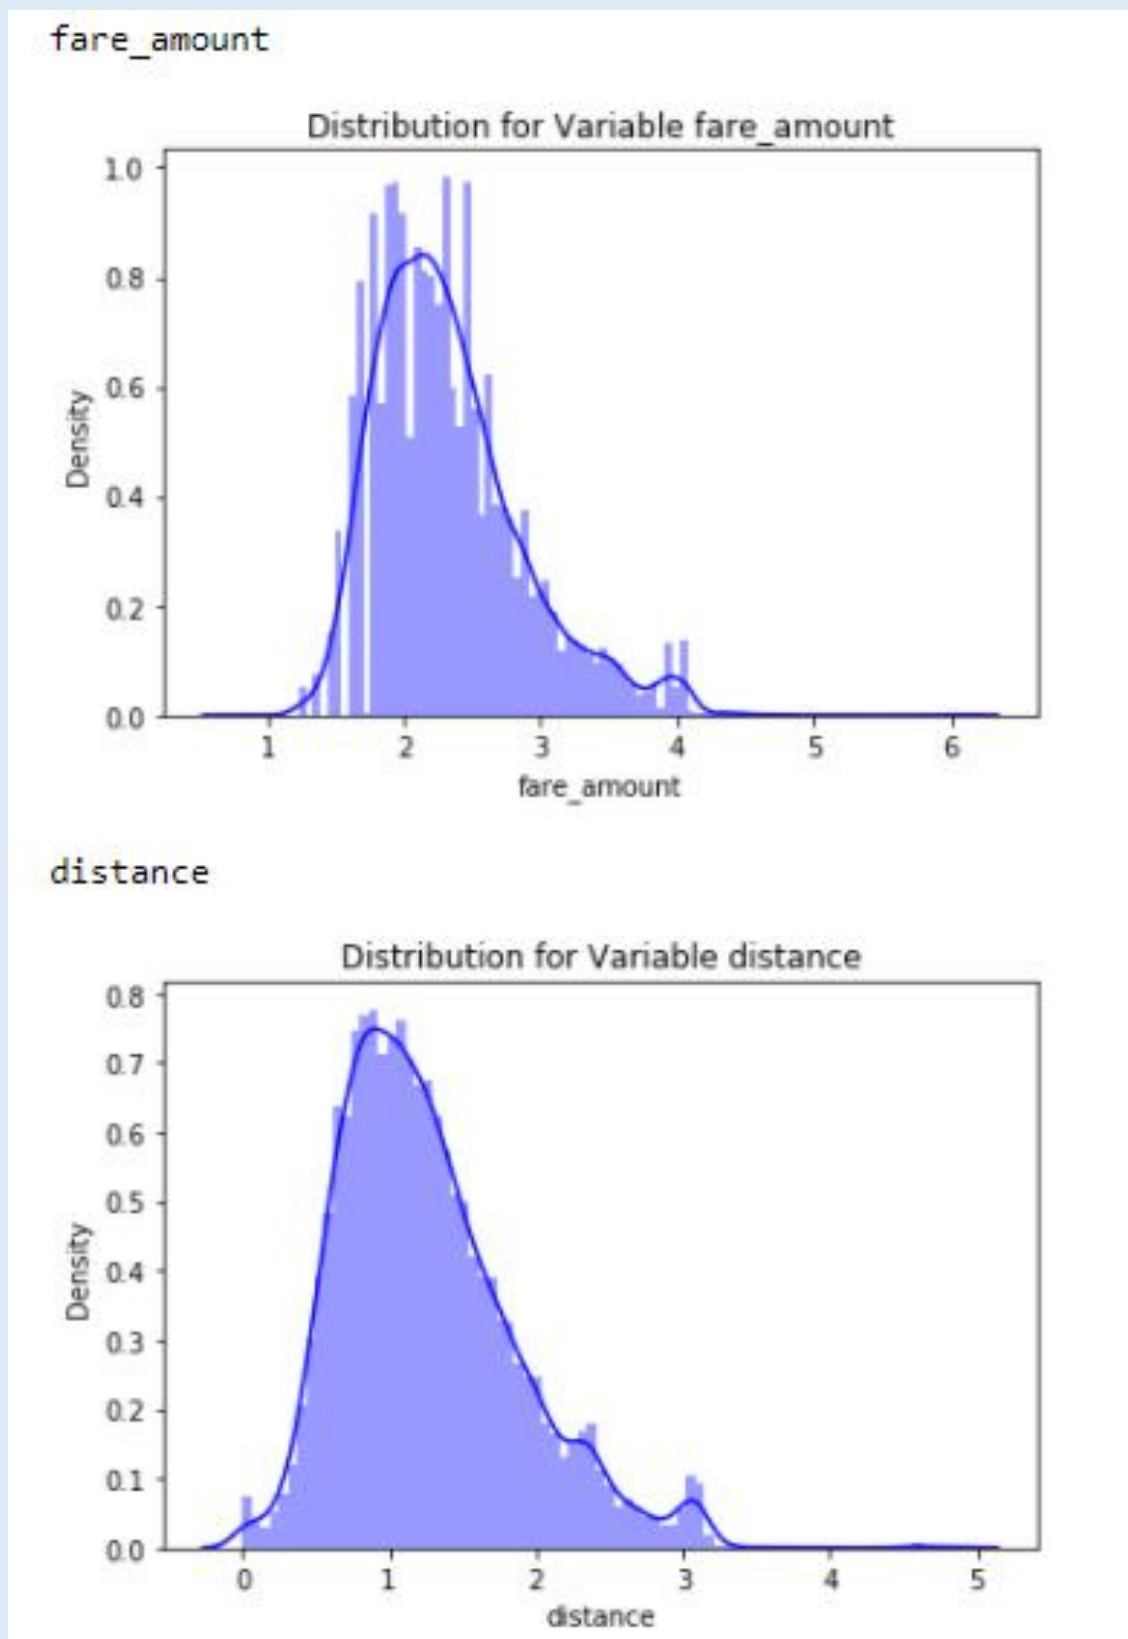 fare_amount
Distribution for Variable fare_amount
1.0
0.8
0.6
0.4
0.2
0.0
Density
1 2 3 4 5 6
fare_amount
distance
Distribution for Variable distance
0.8
0.7
0.6
0.5
0.4
0.3
0.2
0.1
0.0
Density
0 1 2 3 4 5
distance